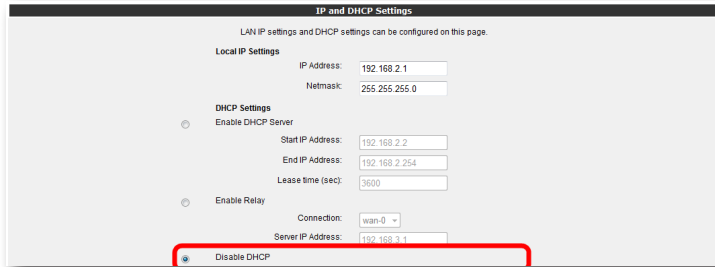 IP and DHCP Settings
LAN IP settings and DHCP settings can be configured on this page.
Local IP Settings
IP Address: 192.168.2.1
Netmask: 255.255.255.0
DHCP Settings
Enable DHCP Server
Start IP Address: 192.168.2.2
End IP Address: 192.168.2.254
Lease time (sec): 3600
Enable Relay
Connection: wan-0
Server IP Address: 192.168.3.1
Disable DHCP